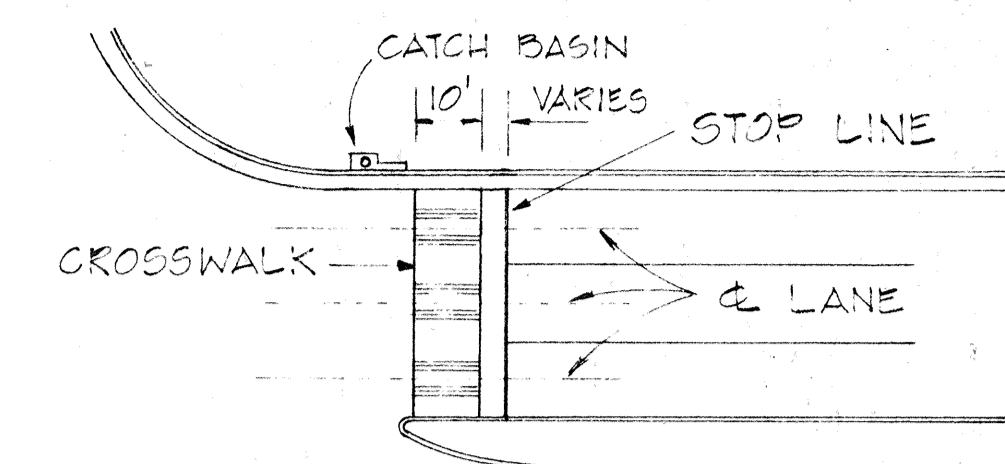 CATCH BASIN
10' VARIES
STOP LINE
CROSSWALK
℄ LANE